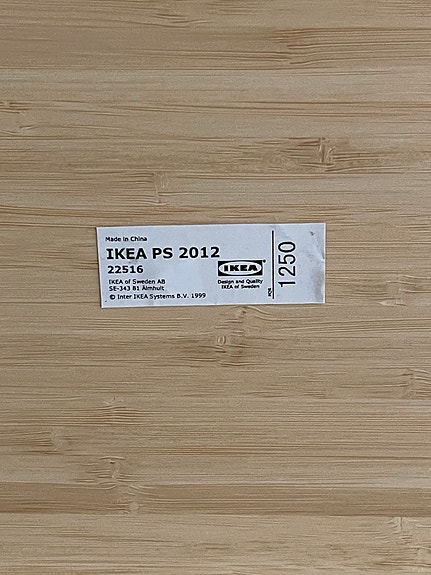 Made in China
IKEA PS 2012
22516
IKEA of Sweden AB
SE-343 81 Älmhult
© Inter IKEA Systems B.V. 1999
IKEA®
Design and Quality
IKEA of Sweden
1250